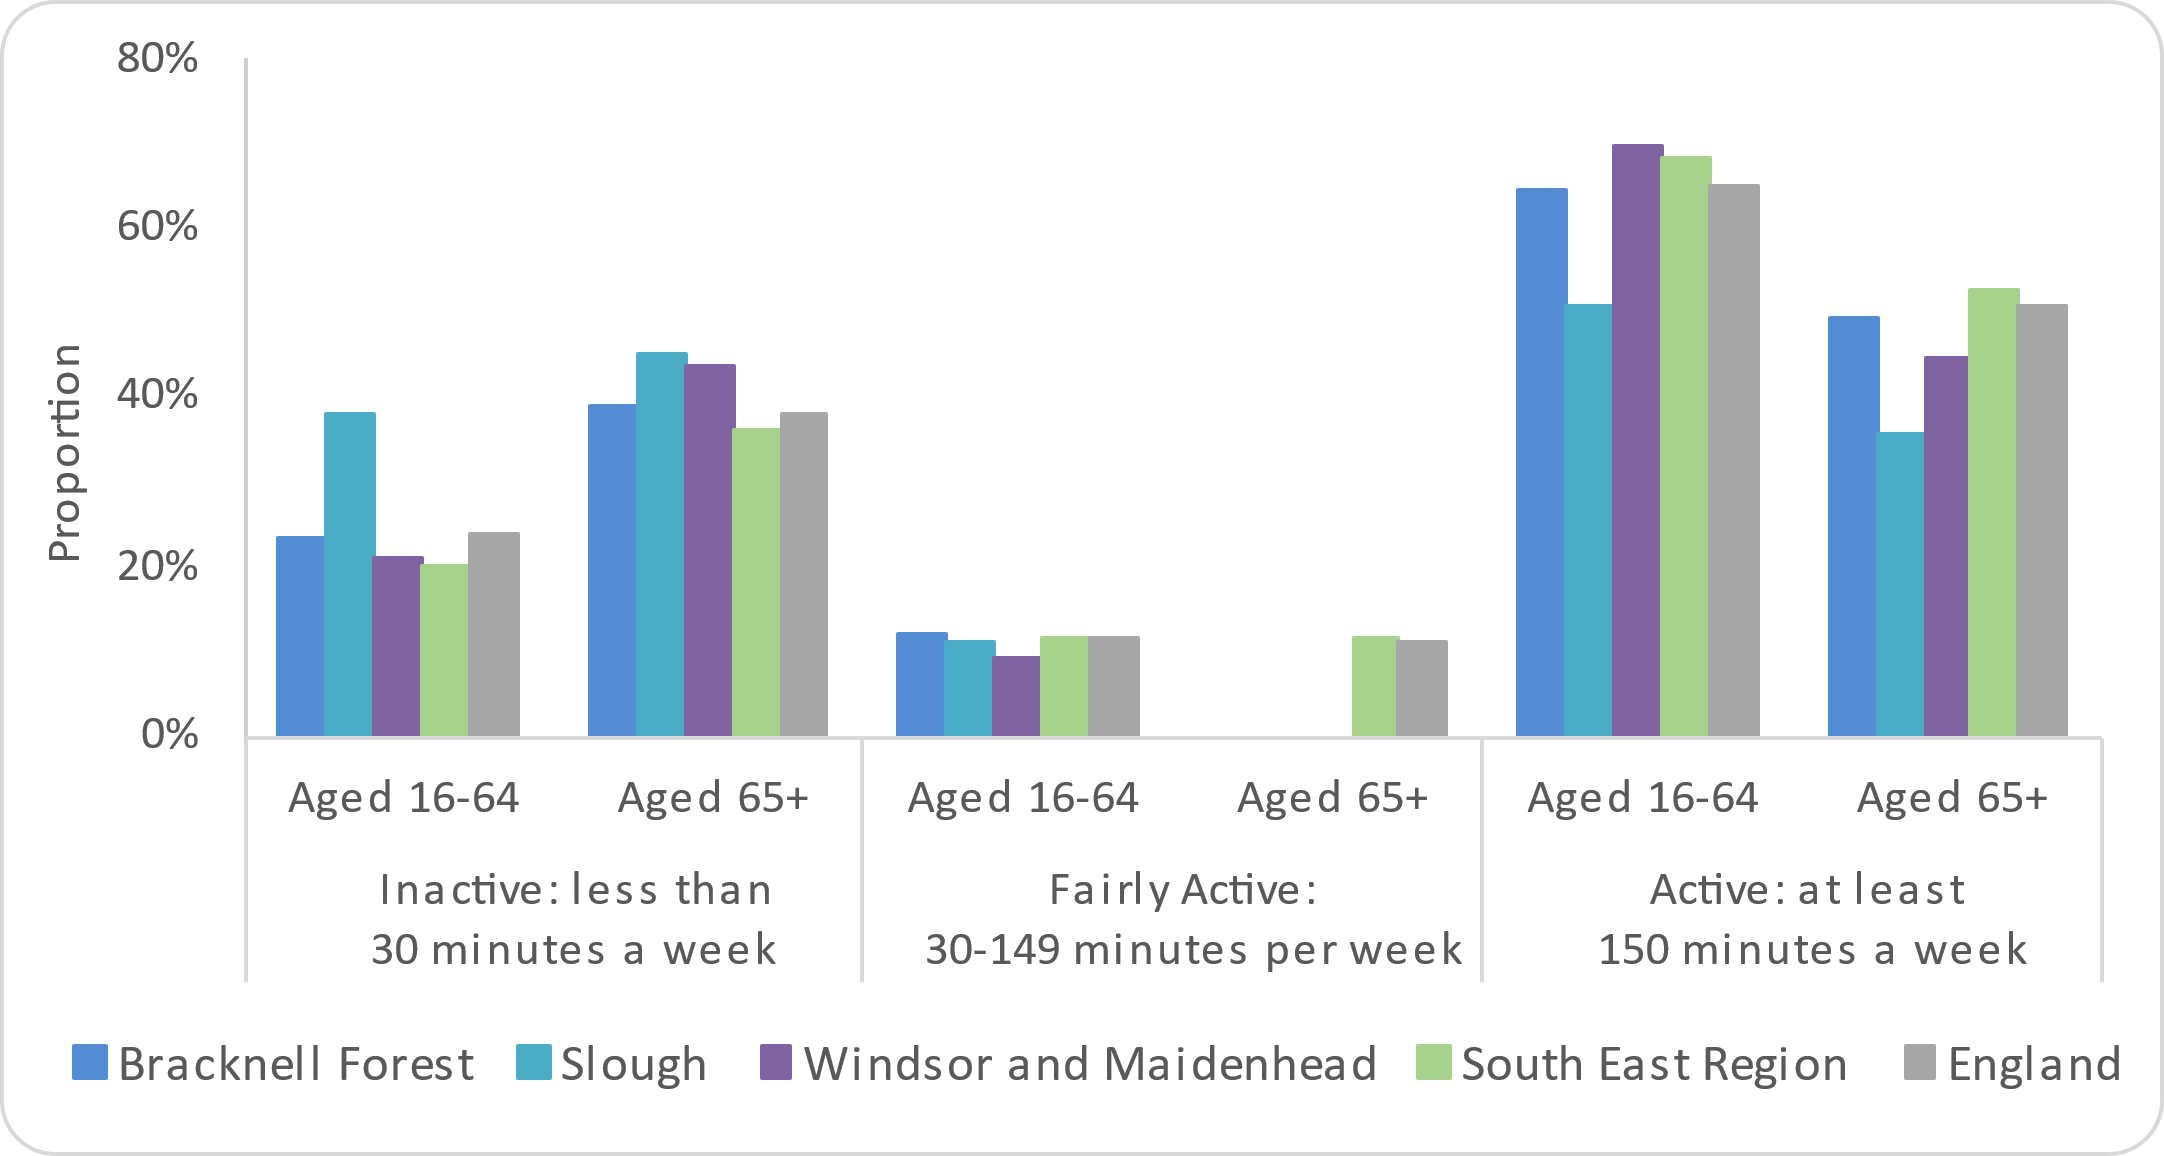 80%
60%
40%
20%
0%
Proportion
Aged 16-64
Aged 65+
Aged 16-64
Aged 65+
Aged 16-64
Aged 65+
Inactive: less than
30 minutes a week
Fairly Active:
30-149 minutes per week
Active: at least
150 minutes a week
Bracknell Forest
Slough
Windsor and Maidenhead
South East Region
England